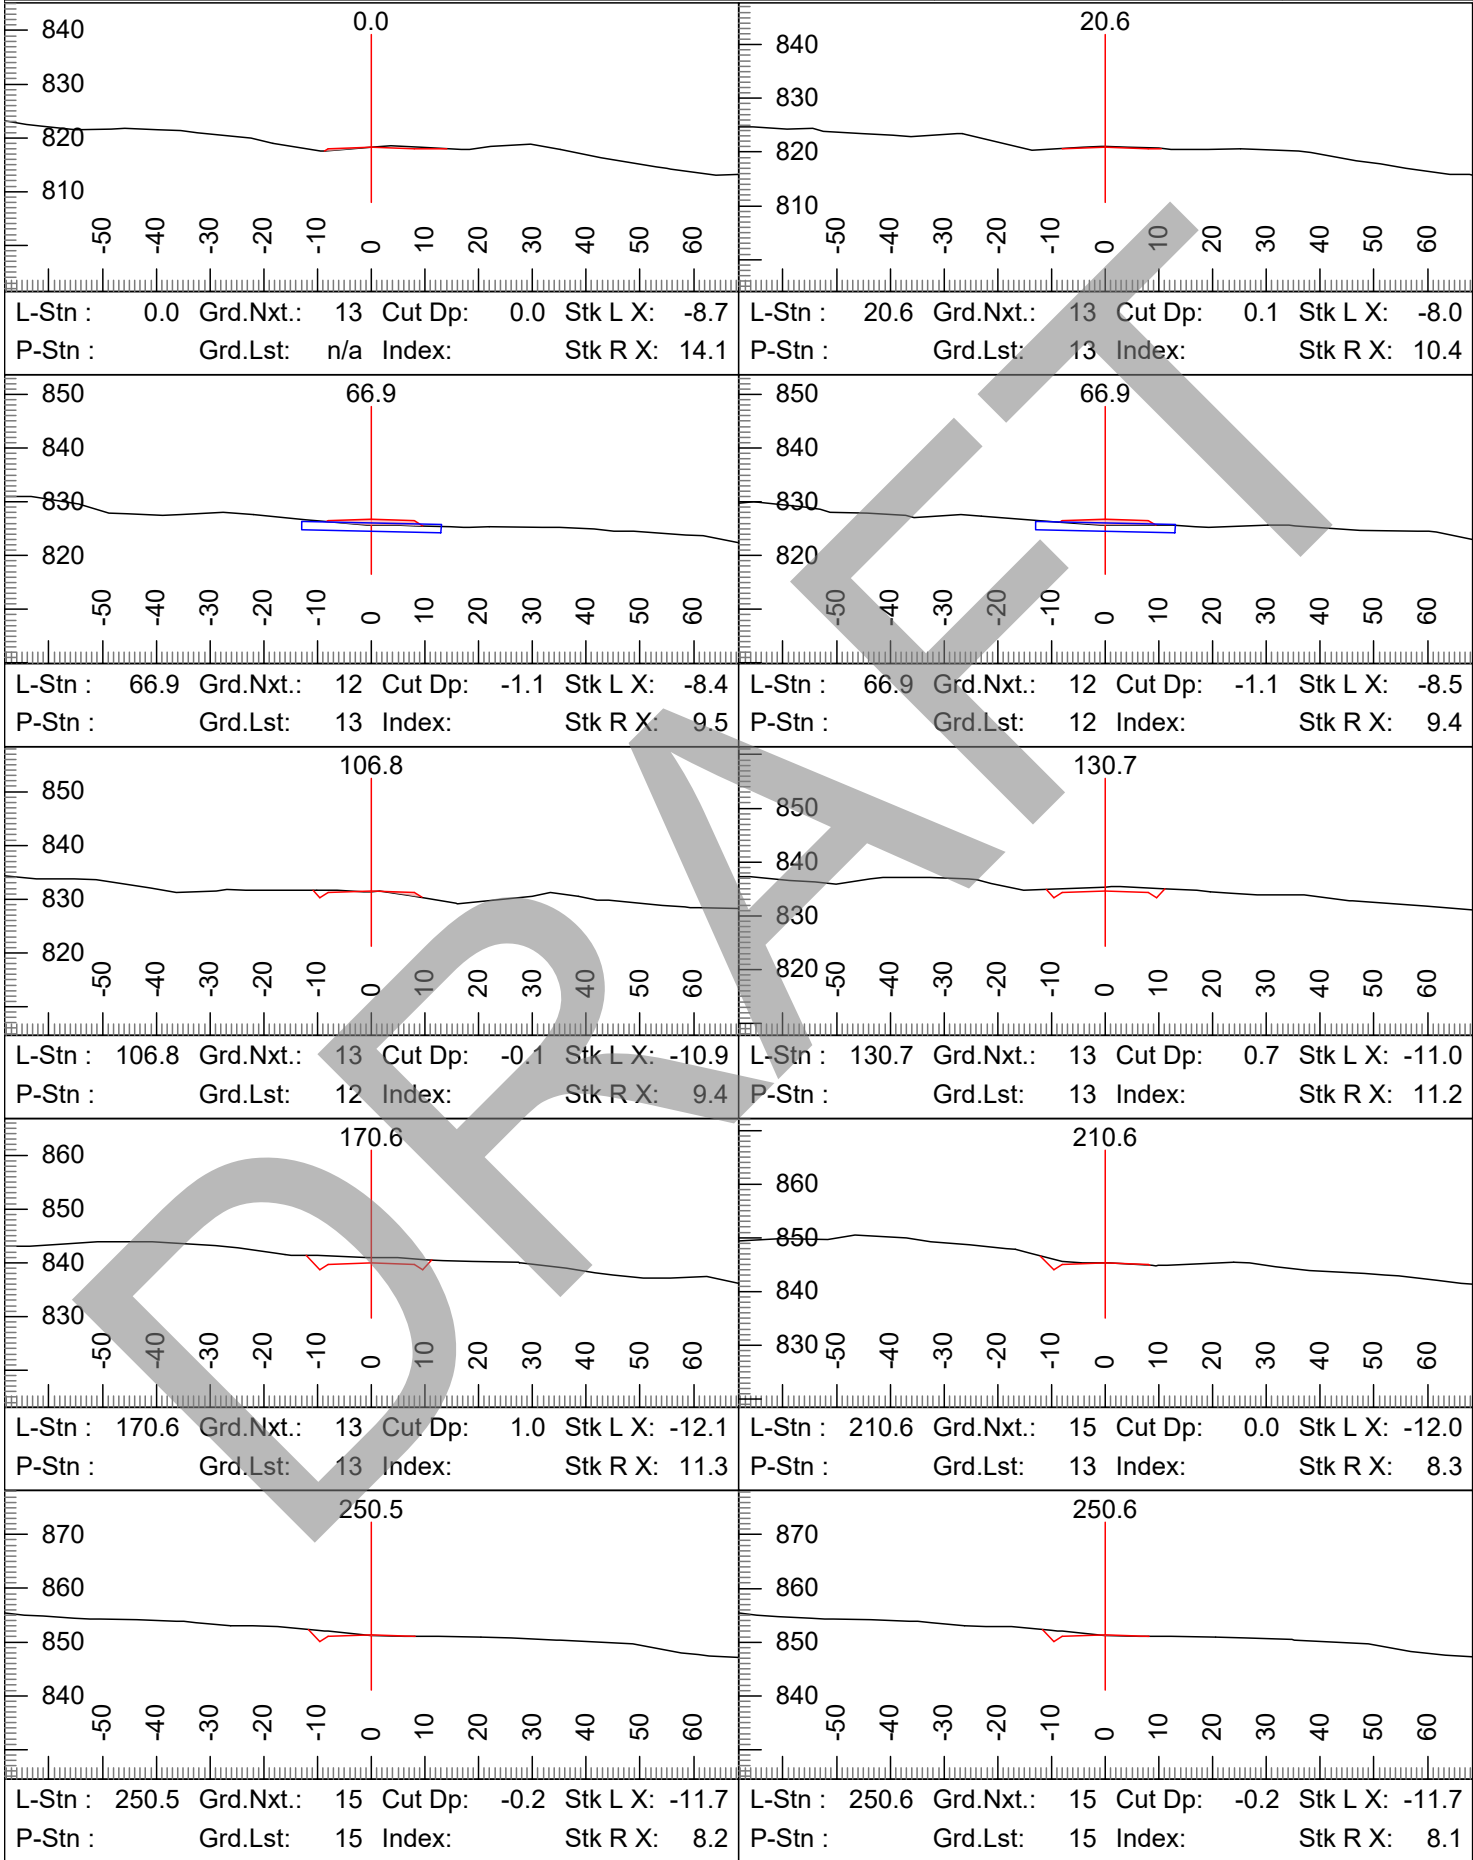 0.0
840
830
820
810
-50 -40 -30 -20 -10 0 10 20 30 40 50 60
L-Stn : 0.0 Grd.Nxt.: 13 Cut Dp: 0.0 Stk L X: -8.7
P-Stn : Grd.Lst: n/a Index: Stk R X: 14.1
20.6
840
830
820
810
-50 -40 -30 -20 -10 0 10 20 30 40 50 60
L-Stn : 20.6 Grd.Nxt.: 13 Cut Dp: 0.1 Stk L X: -8.0
P-Stn : Grd.Lst: 13 Index: Stk R X: 10.4
66.9
850
840
830
820
-50 -40 -30 -20 -10 0 10 20 30 40 50 60
L-Stn : 66.9 Grd.Nxt.: 12 Cut Dp: -1.1 Stk L X: -8.4
P-Stn : Grd.Lst: 13 Index: Stk R X: 9.5
66.9
850
840
830
820
-50 -40 -30 -20 -10 0 10 20 30 40 50 60
L-Stn : 66.9 Grd.Nxt.: 12 Cut Dp: -1.1 Stk L X: -8.5
P-Stn : Grd.Lst: 12 Index: Stk R X: 9.4
106.8
850
840
830
820
-50 -40 -30 -20 -10 0 10 20 30 40 50 60
L-Stn : 106.8 Grd.Nxt.: 13 Cut Dp: -0.1 Stk L X: -10.9
P-Stn : Grd.Lst: 12 Index: Stk R X: 9.4
130.7
850
840
830
820
-50 -40 -30 -20 -10 0 10 20 30 40 50 60
L-Stn : 130.7 Grd.Nxt.: 13 Cut Dp: 0.7 Stk L X: -11.0
P-Stn : Grd.Lst: 13 Index: Stk R X: 11.2
170.6
860
850
840
830
-50 -40 -30 -20 -10 0 10 20 30 40 50 60
L-Stn : 170.6 Grd.Nxt.: 13 Cut Dp: 1.0 Stk L X: -12.1
P-Stn : Grd.Lst: 13 Index: Stk R X: 11.3
210.6
860
850
840
830
-50 -40 -30 -20 -10 0 10 20 30 40 50 60
L-Stn : 210.6 Grd.Nxt.: 15 Cut Dp: 0.0 Stk L X: -12.0
P-Stn : Grd.Lst: 13 Index: Stk R X: 8.3
250.5
870
860
850
840
-50 -40 -30 -20 -10 0 10 20 30 40 50 60
L-Stn : 250.5 Grd.Nxt.: 15 Cut Dp: -0.2 Stk L X: -11.7
P-Stn : Grd.Lst: 15 Index: Stk R X: 8.2
250.6
870
860
850
840
-50 -40 -30 -20 -10 0 10 20 30 40 50 60
L-Stn : 250.6 Grd.Nxt.: 15 Cut Dp: -0.2 Stk L X: -11.7
P-Stn : Grd.Lst: 15 Index: Stk R X: 8.1
DRAFT